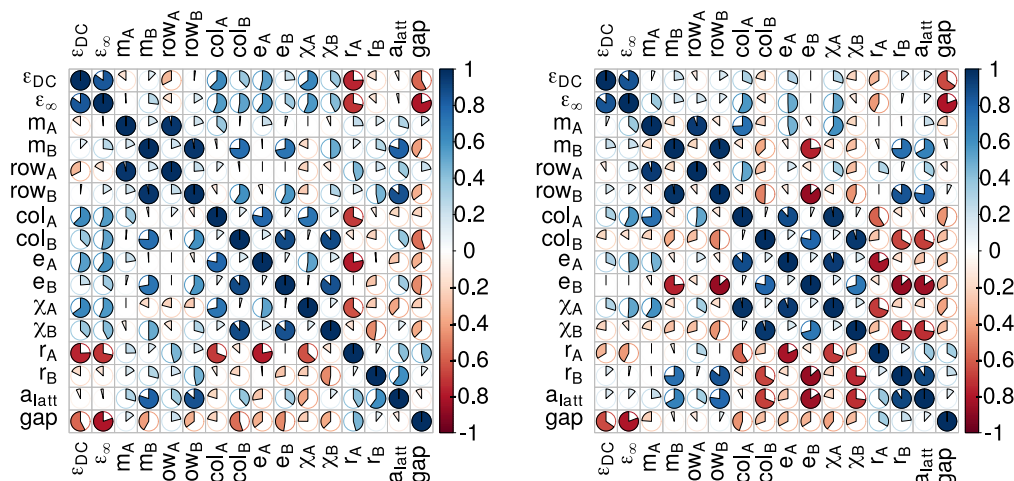 ε_DC ε_∞ m_A m_B row_A row_B col_A col_B e_A e_B χ_A χ_B r_A r_B a_latt gap
ε_DC
ε_∞
m_A
m_B
row_A
row_B
col_A
col_B
e_A
e_B
χ_A
χ_B
r_A
r_B
a_latt
gap
1
0.8
0.6
0.4
0.2
0
-0.2
-0.4
-0.6
-0.8
-1
ε_DC ε_∞ m_A m_B ow_A ow_B col_A col_B e_A e_B χ_A χ_B r_A r_B a_latt gap
ε_DC ε_∞ m_A m_B row_A row_B col_A col_B e_A e_B χ_A χ_B r_A r_B a_latt gap
ε_DC
ε_∞
m_A
m_B
row_A
row_B
col_A
col_B
e_A
e_B
χ_A
χ_B
r_A
r_B
a_latt
gap
1
0.8
0.6
0.4
0.2
0
-0.2
-0.4
-0.6
-0.8
-1
ε_DC ε_∞ m_A m_B row_A row_B col_A col_B e_A e_B χ_A χ_B r_A r_B a_latt gap